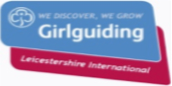 WE DISCOVER, WE GROW
Girlguiding
Leicestershire International